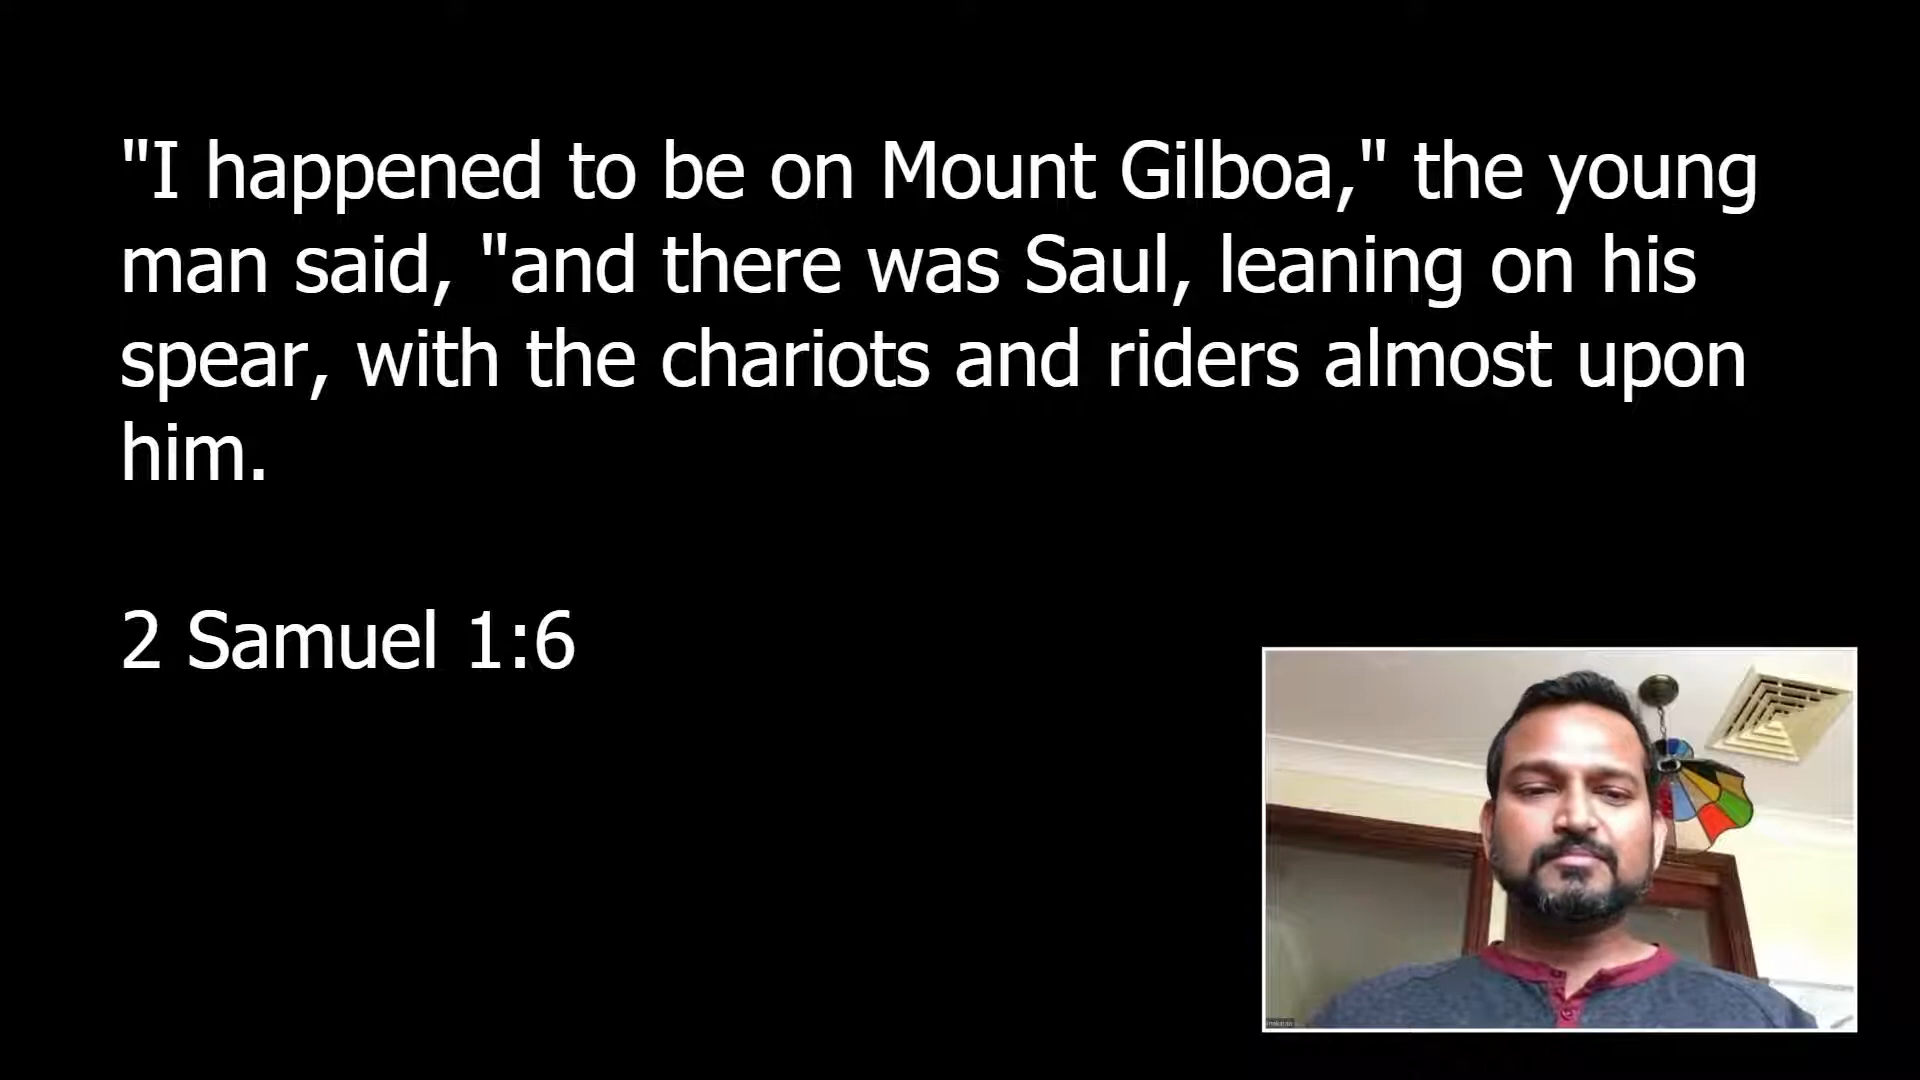 "I happened to be on Mount Gilboa," the young
man said, "and there was Saul, leaning on his
spear, with the chariots and riders almost upon
him.
2 Samuel 1:6